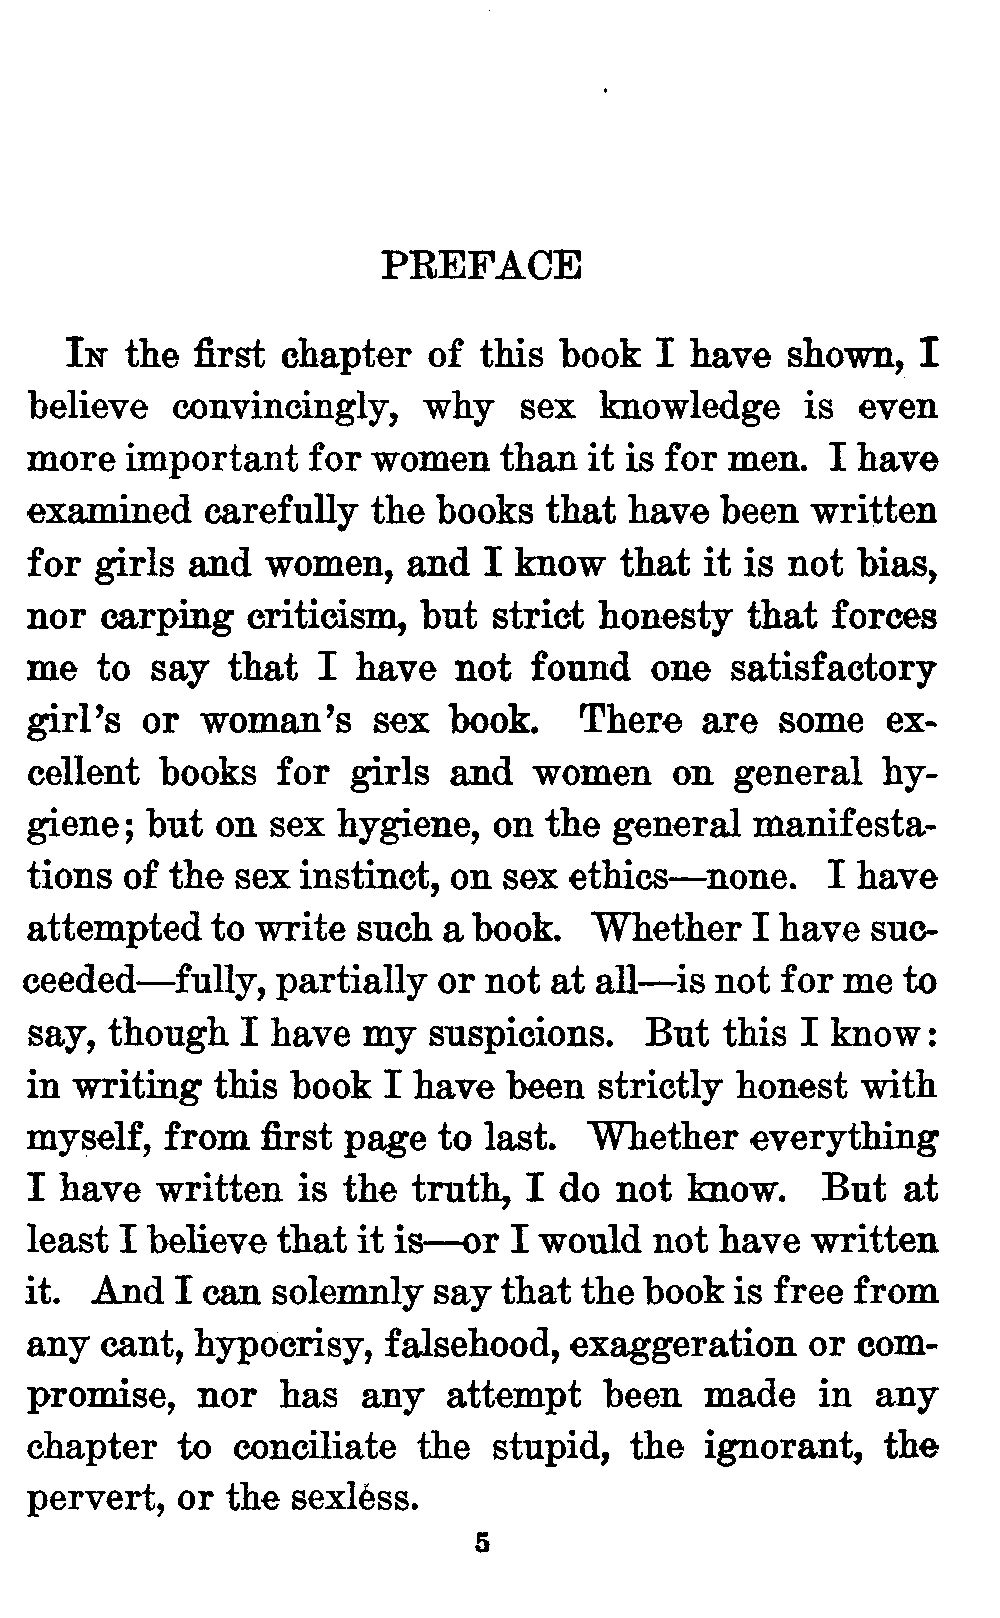 PREFACE
In the first chapter of this book I have shown, I
believe convincingly, why sex knowledge is even
more important for women than it is for men. I have
examined carefully the books that have been written
for girls and women, and I know that it is not bias,
nor carping criticism, but strict honesty that forces
me to say that I have not found one satisfactory
girl's or woman's sex book. There are some ex-
cellent books for girls and women on general hy-
giene; but on sex hygiene, on the general manifesta-
tions of the sex instinct, on sex ethics—none. I have
attempted to write such a book. Whether I have suc-
ceeded—fully, partially or not at all—is not for me to
say, though I have my suspicions. But this I know:
in writing this book I have been strictly honest with
myself, from first page to last. Whether everything
I have written is the truth, I do not know. But at
least I believe that it is—or I would not have written
it. And I can solemnly say that the book is free from
any cant, hypocrisy, falsehood, exaggeration or com-
promise, nor has any attempt been made in any
chapter to conciliate the stupid, the ignorant, the
pervert, or the sexless.
5